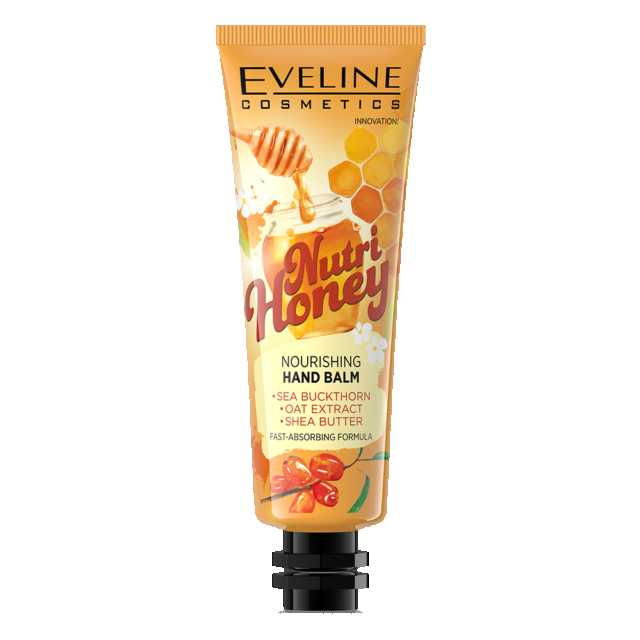 EVELINE
COSMETICS
INNOVATION!
Nutri
Honey
NOURISHING
HAND BALM
•SEA BUCKTHORN
•OAT EXTRACT
•SHEA BUTTER
FAST-ABSORBING FORMULA